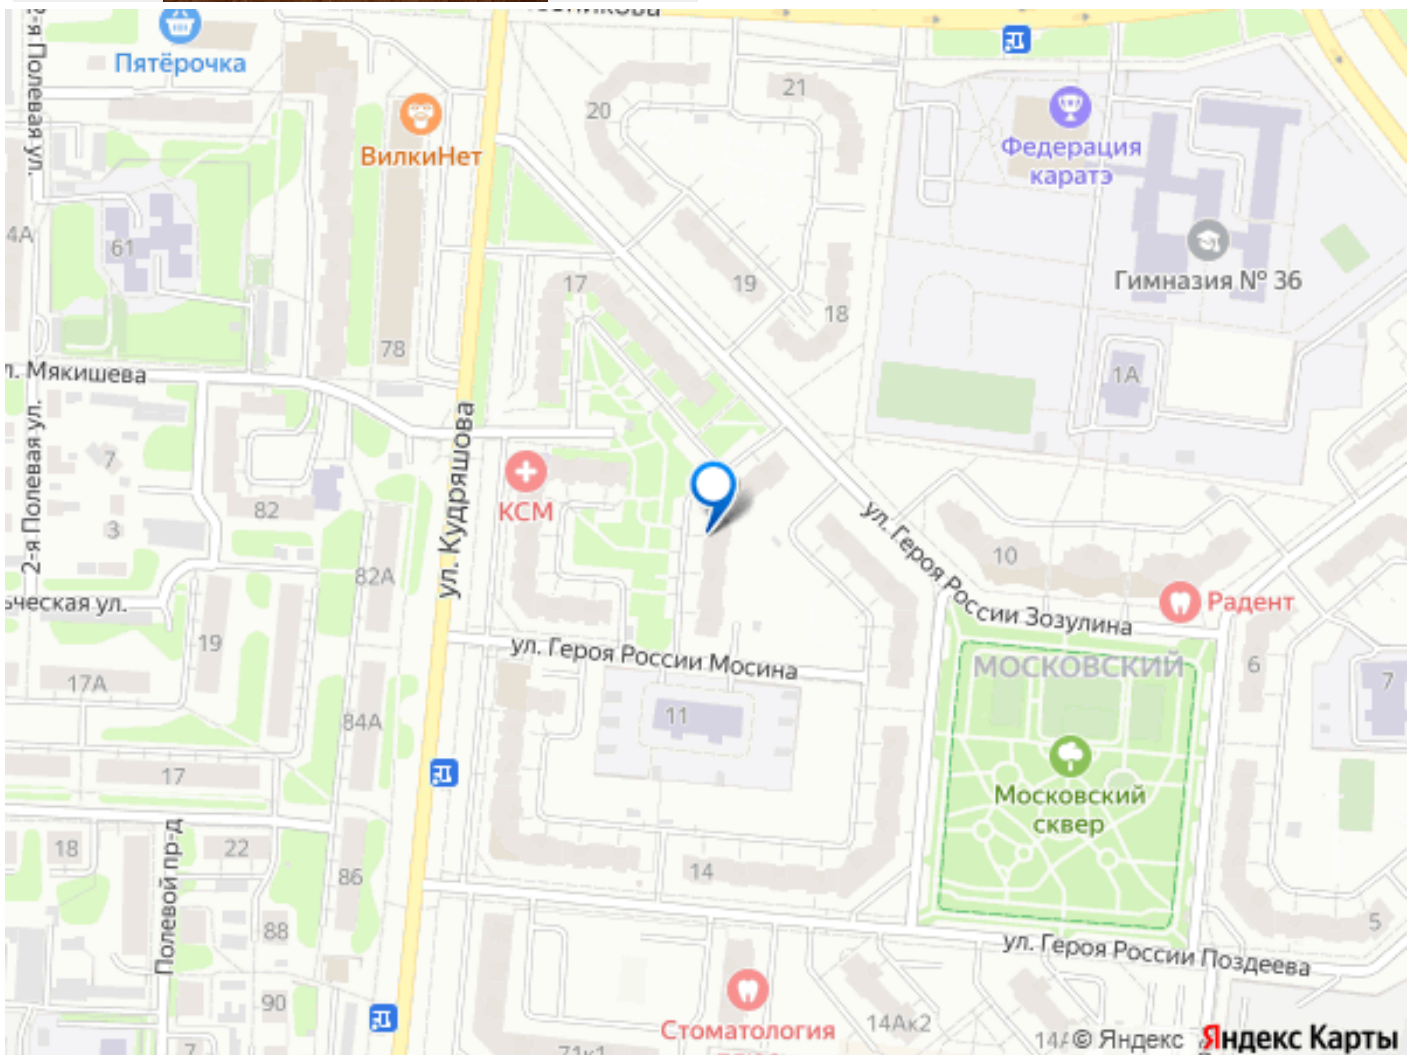 Пятёрочка
2-я Полевая ул.
ВилкиНет
20
21
Федерация
каратэ
4А
61
Гимназия № 36
17
19
18
78
Мякишева
1А
ул. Кудряшова
2-я Полевая ул.
7
82
КСМ
3
ул. Героя России Зозулина
10
82А
Радент
ческая ул.
19
ул. Героя России Мосина
МОСКОВСКИЙ
6
7
17А
84А
11
17
Московский
сквер
18
22
Полевой пр-д
86
14
88
5
ул. Героя России Поздеева
90
Стоматология
14Ак2
7
71к1
14А
© Яндекс
Яндекс Карты